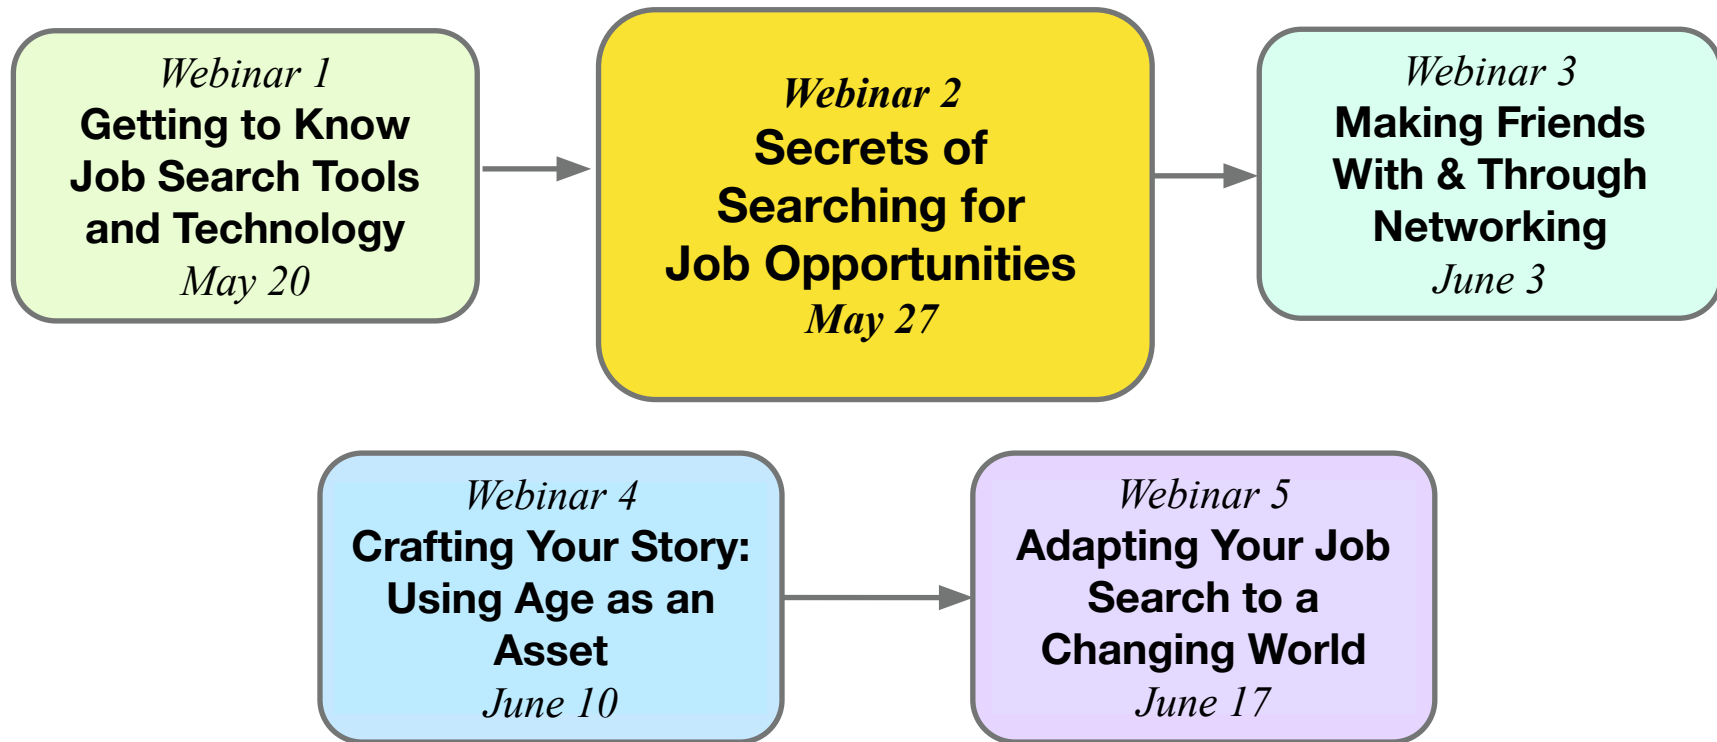 Webinar 1
Getting to Know
Job Search Tools
and Technology
May 20
Webinar 2
Secrets of
Searching for
Job Opportunities
May 27
Webinar 3
Making Friends
With & Through
Networking
June 3
Webinar 4
Crafting Your Story:
Using Age as an
Asset
June 10
Webinar 5
Adapting Your Job
Search to a
Changing World
June 17